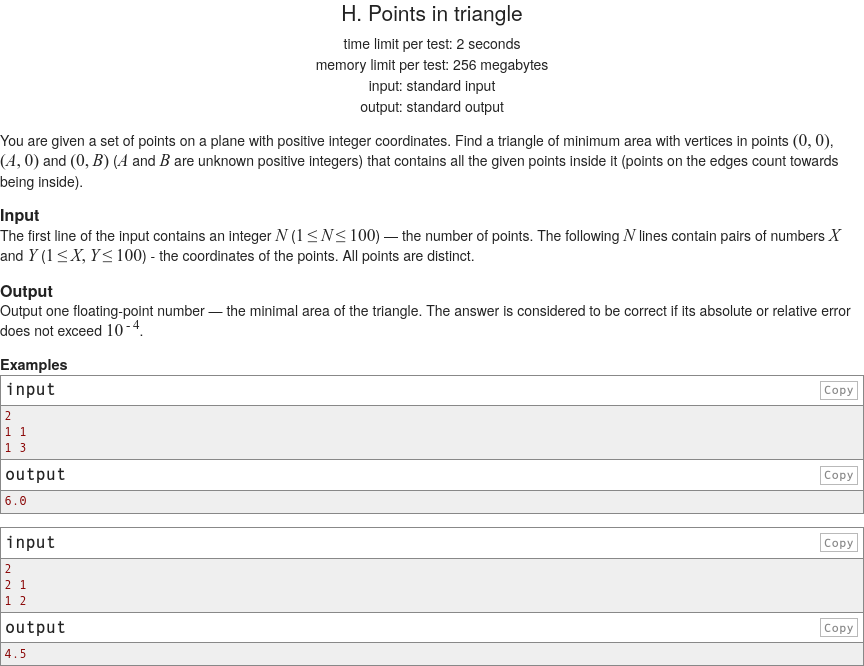 H. Points in triangle
time limit per test: 2 seconds
memory limit per test: 256 megabytes
input: standard input
output: standard output
You are given a set of points on a plane with positive integer coordinates. Find a triangle of minimum area with vertices in points (0, 0),
(A, 0) and (0, B) (A and B are unknown positive integers) that contains all the given points inside it (points on the edges count towards
being inside).
Input
The first line of the input contains an integer N (1 ≤ N ≤ 100) — the number of points. The following N lines contain pairs of numbers X
and Y (1 ≤ X, Y ≤ 100) - the coordinates of the points. All points are distinct.
Output
Output one floating-point number — the minimal area of the triangle. The answer is considered to be correct if its absolute or relative error
does not exceed 10^-4.
Examples
input Copy
2
1 1
1 3
output Copy
6.0
input Copy
2
2 1
1 2
output Copy
4.5